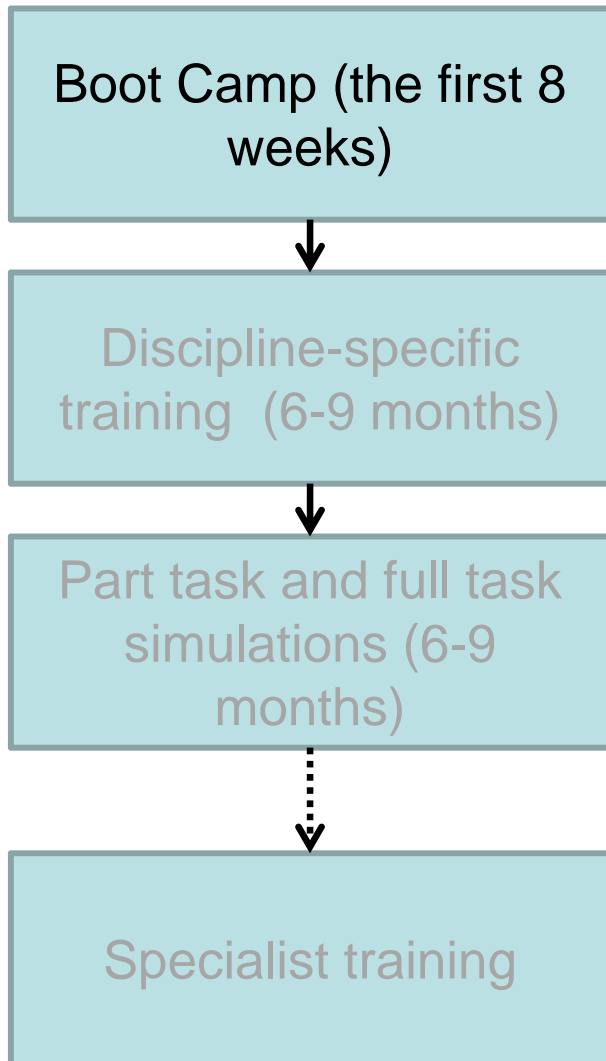 Boot Camp (the first 8
weeks)
Discipline-specific
training  (6-9 months)
Part task and full task
simulations (6-9
months)
Specialist training